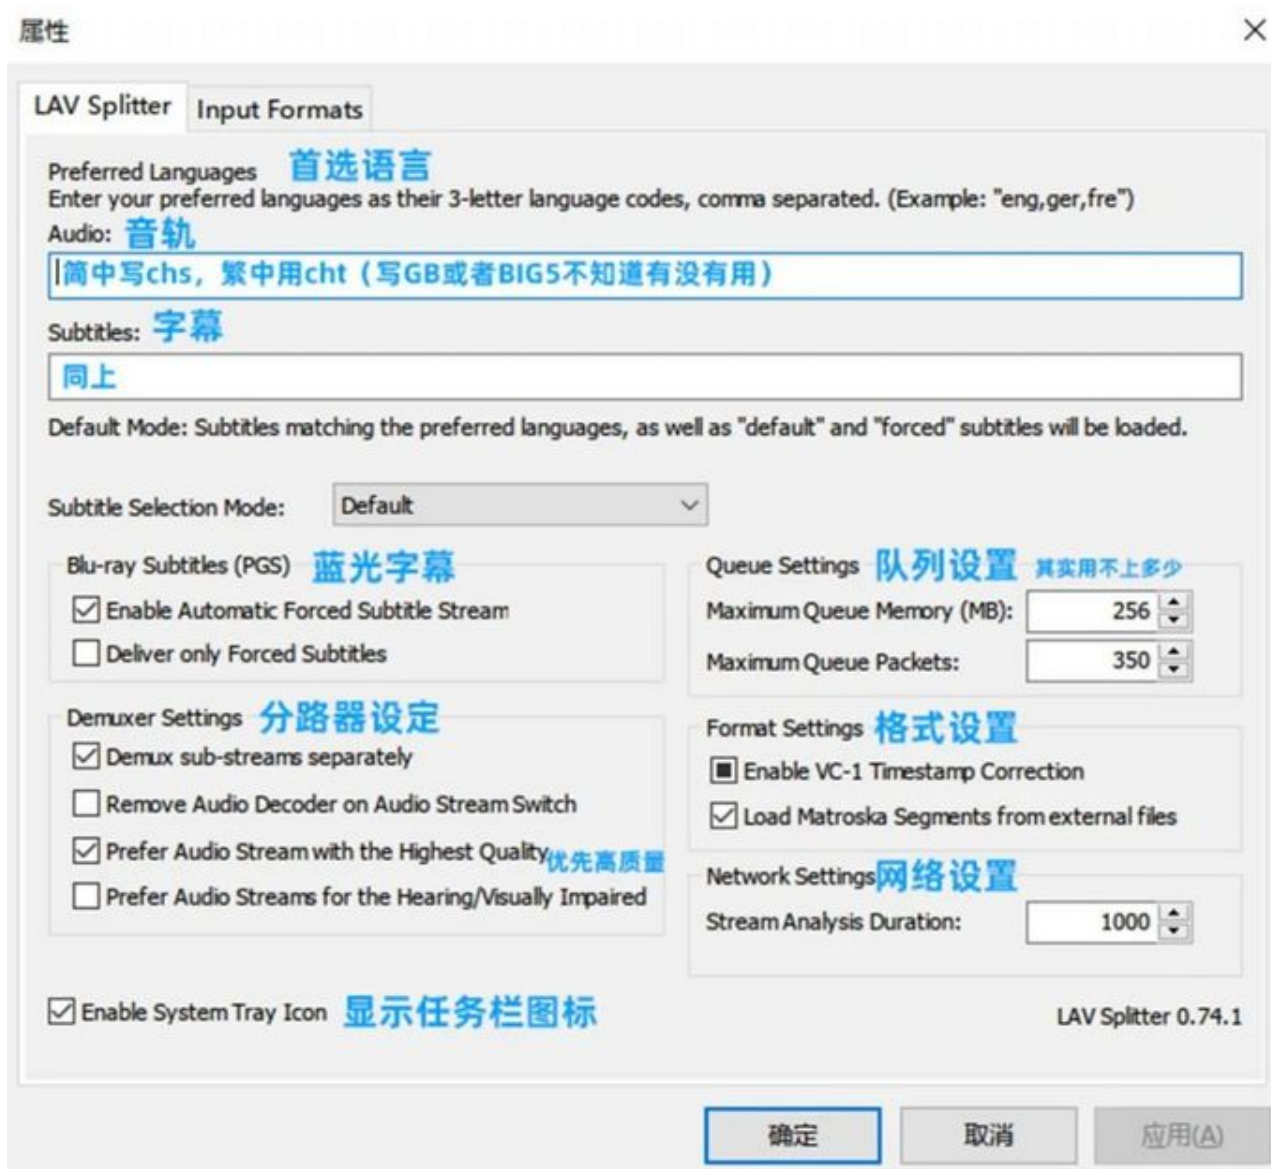 属性
LAV Splitter
Input Formats
Preferred Languages 首选语言
Enter your preferred languages as their 3-letter language codes, comma separated. (Example: "eng,ger,fre")
Audio: 音轨
简中写chs，繁中用cht（写GB或者BIG5不知道有没有用）
Subtitles: 字幕
同上
Default Mode: Subtitles matching the preferred languages, as well as "default" and "forced" subtitles will be loaded.
Subtitle Selection Mode: Default
Blu-ray Subtitles (PGS) 蓝光字幕
Enable Automatic Forced Subtitle Stream
Deliver only Forced Subtitles
Queue Settings 队列设置 其实用不上多少
Maximum Queue Memory (MB): 256
Maximum Queue Packets: 350
Demuxer Settings 分路器设定
Demux sub-streams separately
Remove Audio Decoder on Audio Stream Switch
Prefer Audio Stream with the Highest Quality 优先高质量
Prefer Audio Streams for the Hearing/Visually Impaired
Format Settings 格式设置
Enable VC-1 Timestamp Correction
Load Matroska Segments from external files
Network Settings 网络设置
Stream Analysis Duration: 1000
Enable System Tray Icon 显示任务栏图标
LAV Splitter 0.74.1
确定
取消
应用(A)